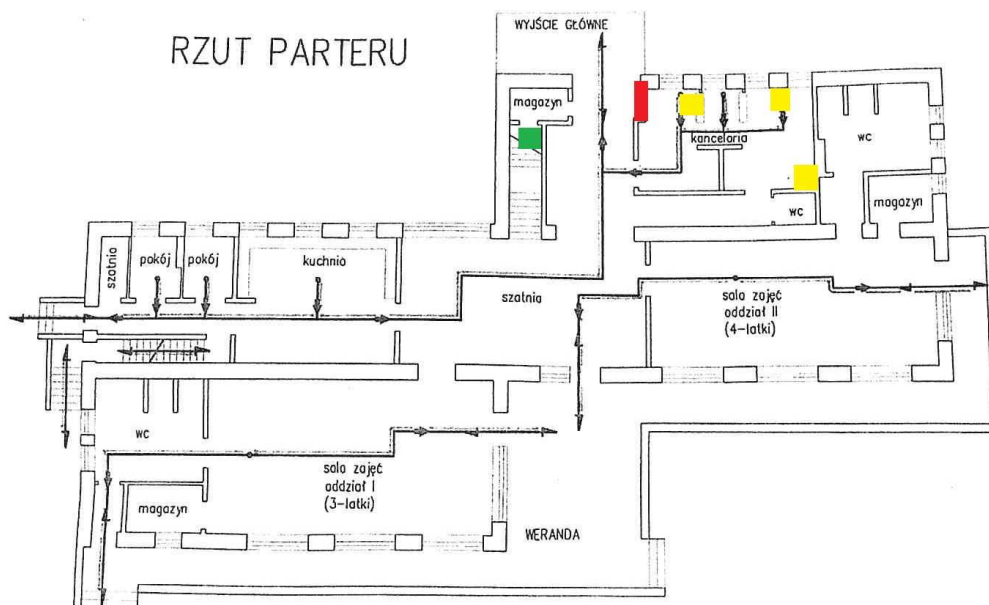 RZUT PARTERU
WYJŚCIE GŁÓWNE
magazyn
kancelaria
wc
magazyn
wc
szatnia
pokój
pokój
kuchnia
szatnia
sala zajęć
oddział II
(4-latki)
wc
sala zajęć
oddział I
(3-latki)
magazyn
WERANDA